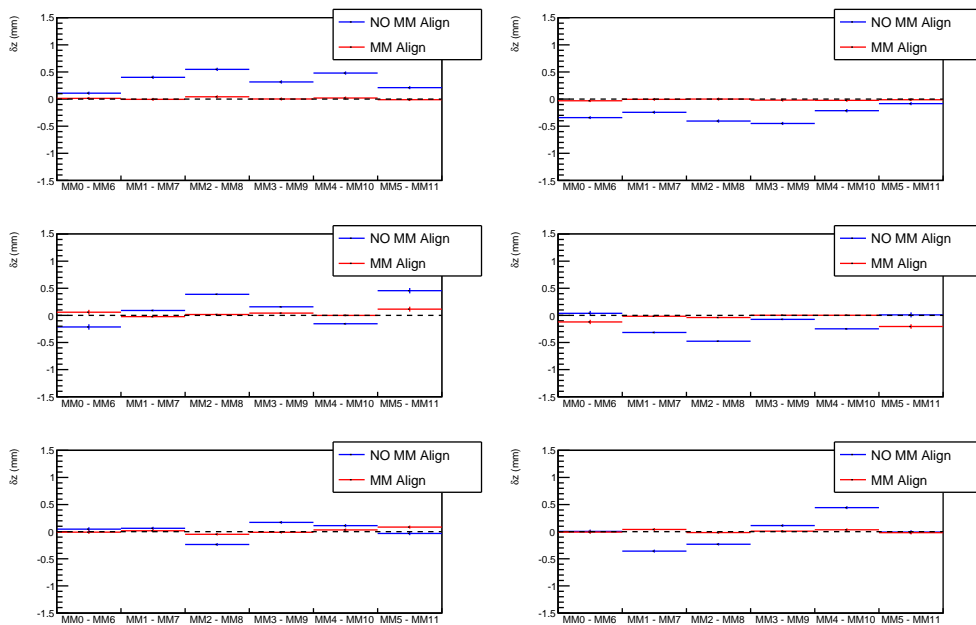 δz (mm)
1.5
1
0.5
0
-0.5
-1
-1.5
NO MM Align
MM Align
MM0 - MM6 MM1 - MM7 MM2 - MM8 MM3 - MM9 MM4 - MM10 MM5 - MM11
δz (mm)
1.5
1
0.5
0
-0.5
-1
-1.5
NO MM Align
MM Align
MM0 - MM6 MM1 - MM7 MM2 - MM8 MM3 - MM9 MM4 - MM10 MM5 - MM11
δz (mm)
1.5
1
0.5
0
-0.5
-1
-1.5
NO MM Align
MM Align
MM0 - MM6 MM1 - MM7 MM2 - MM8 MM3 - MM9 MM4 - MM10 MM5 - MM11
δz (mm)
1.5
1
0.5
0
-0.5
-1
-1.5
NO MM Align
MM Align
MM0 - MM6 MM1 - MM7 MM2 - MM8 MM3 - MM9 MM4 - MM10 MM5 - MM11
δz (mm)
1.5
1
0.5
0
-0.5
-1
-1.5
NO MM Align
MM Align
MM0 - MM6 MM1 - MM7 MM2 - MM8 MM3 - MM9 MM4 - MM10 MM5 - MM11
δz (mm)
1.5
1
0.5
0
-0.5
-1
-1.5
NO MM Align
MM Align
MM0 - MM6 MM1 - MM7 MM2 - MM8 MM3 - MM9 MM4 - MM10 MM5 - MM11